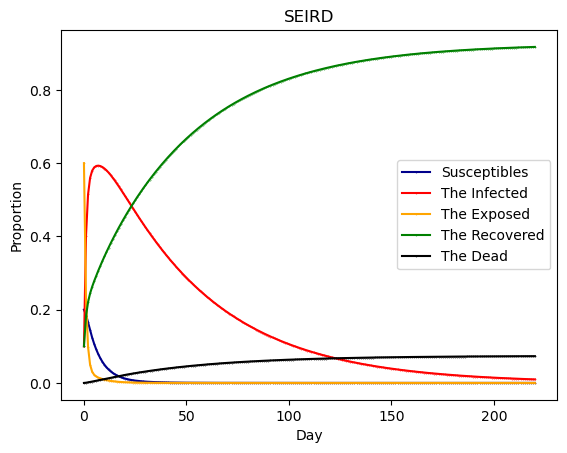 SEIRD
Proportion
0.8
0.6
0.4
0.2
0.0
Susceptibles
The Infected
The Exposed
The Recovered
The Dead
0
50
100
150
200
Day